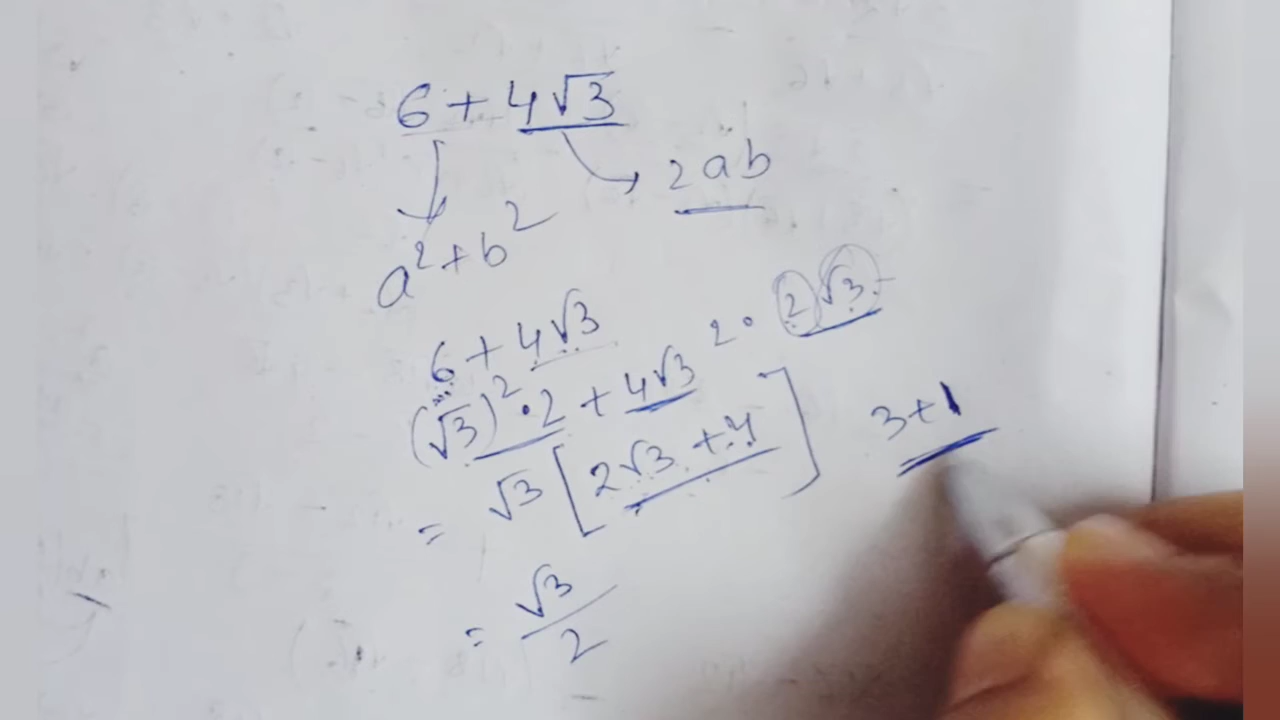 6 + 4√3
2ab
a² + b²
6 + 4√3
2 · 2√3
(√3)² · 2 + 4√3
= √3 [2√3 + 4]
3+1
= √3/2